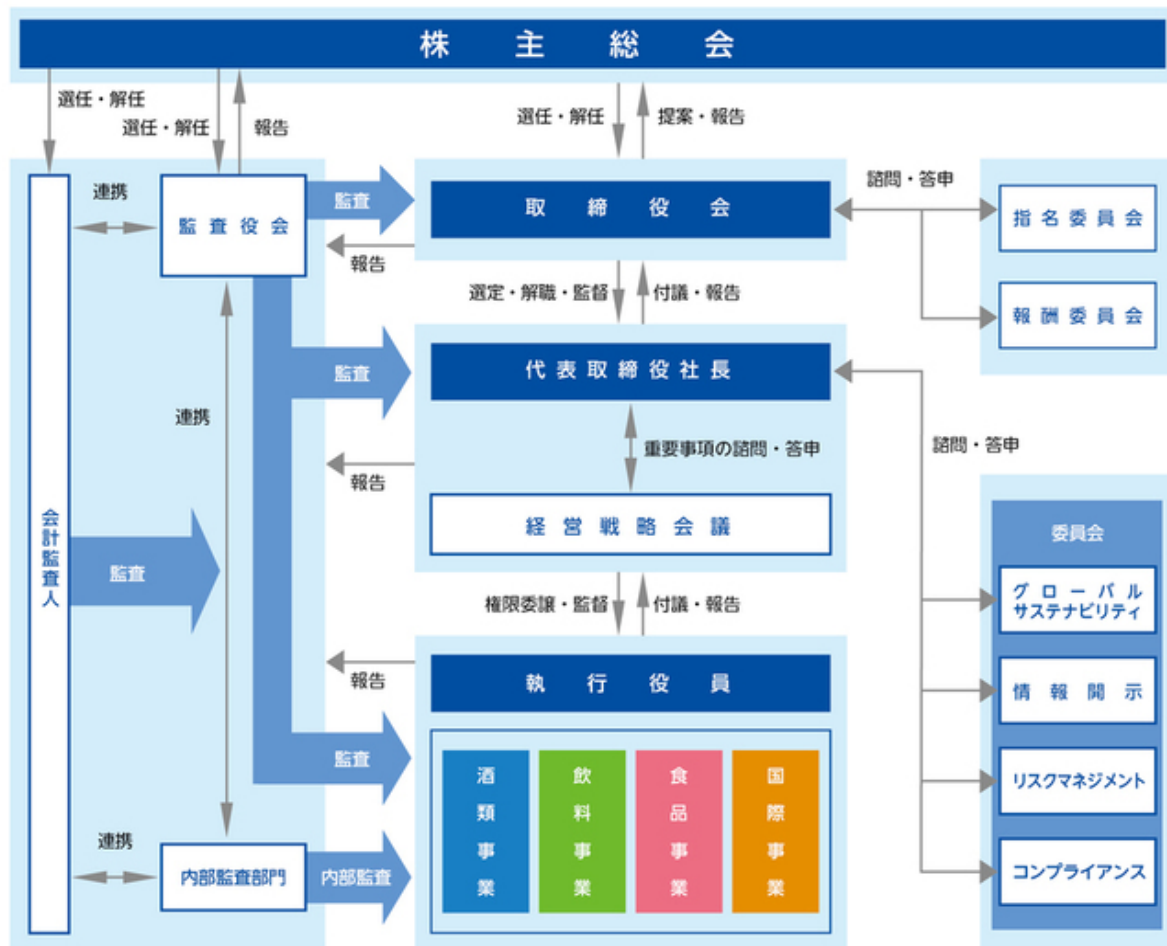 株主総会
選任・解任
選任・解任
報告
選任・解任
提案・報告
連携
監査役会
監査
取締役会
諮問・答申
指名委員会
報告
選定・解職・監督
付議・報告
報酬委員会
監査
代表取締役社長
連携
重要事項の諮問・答申
諮問・答申
報告
経営戦略会議
会計監査人
監査
委員会
グローバル
サステナビリティ
権限委譲・監督
付議・報告
報告
執行役員
情報開示
監査
酒類事業
飲料事業
食品事業
国際事業
リスクマネジメント
連携
内部監査部門
内部監査
コンプライアンス